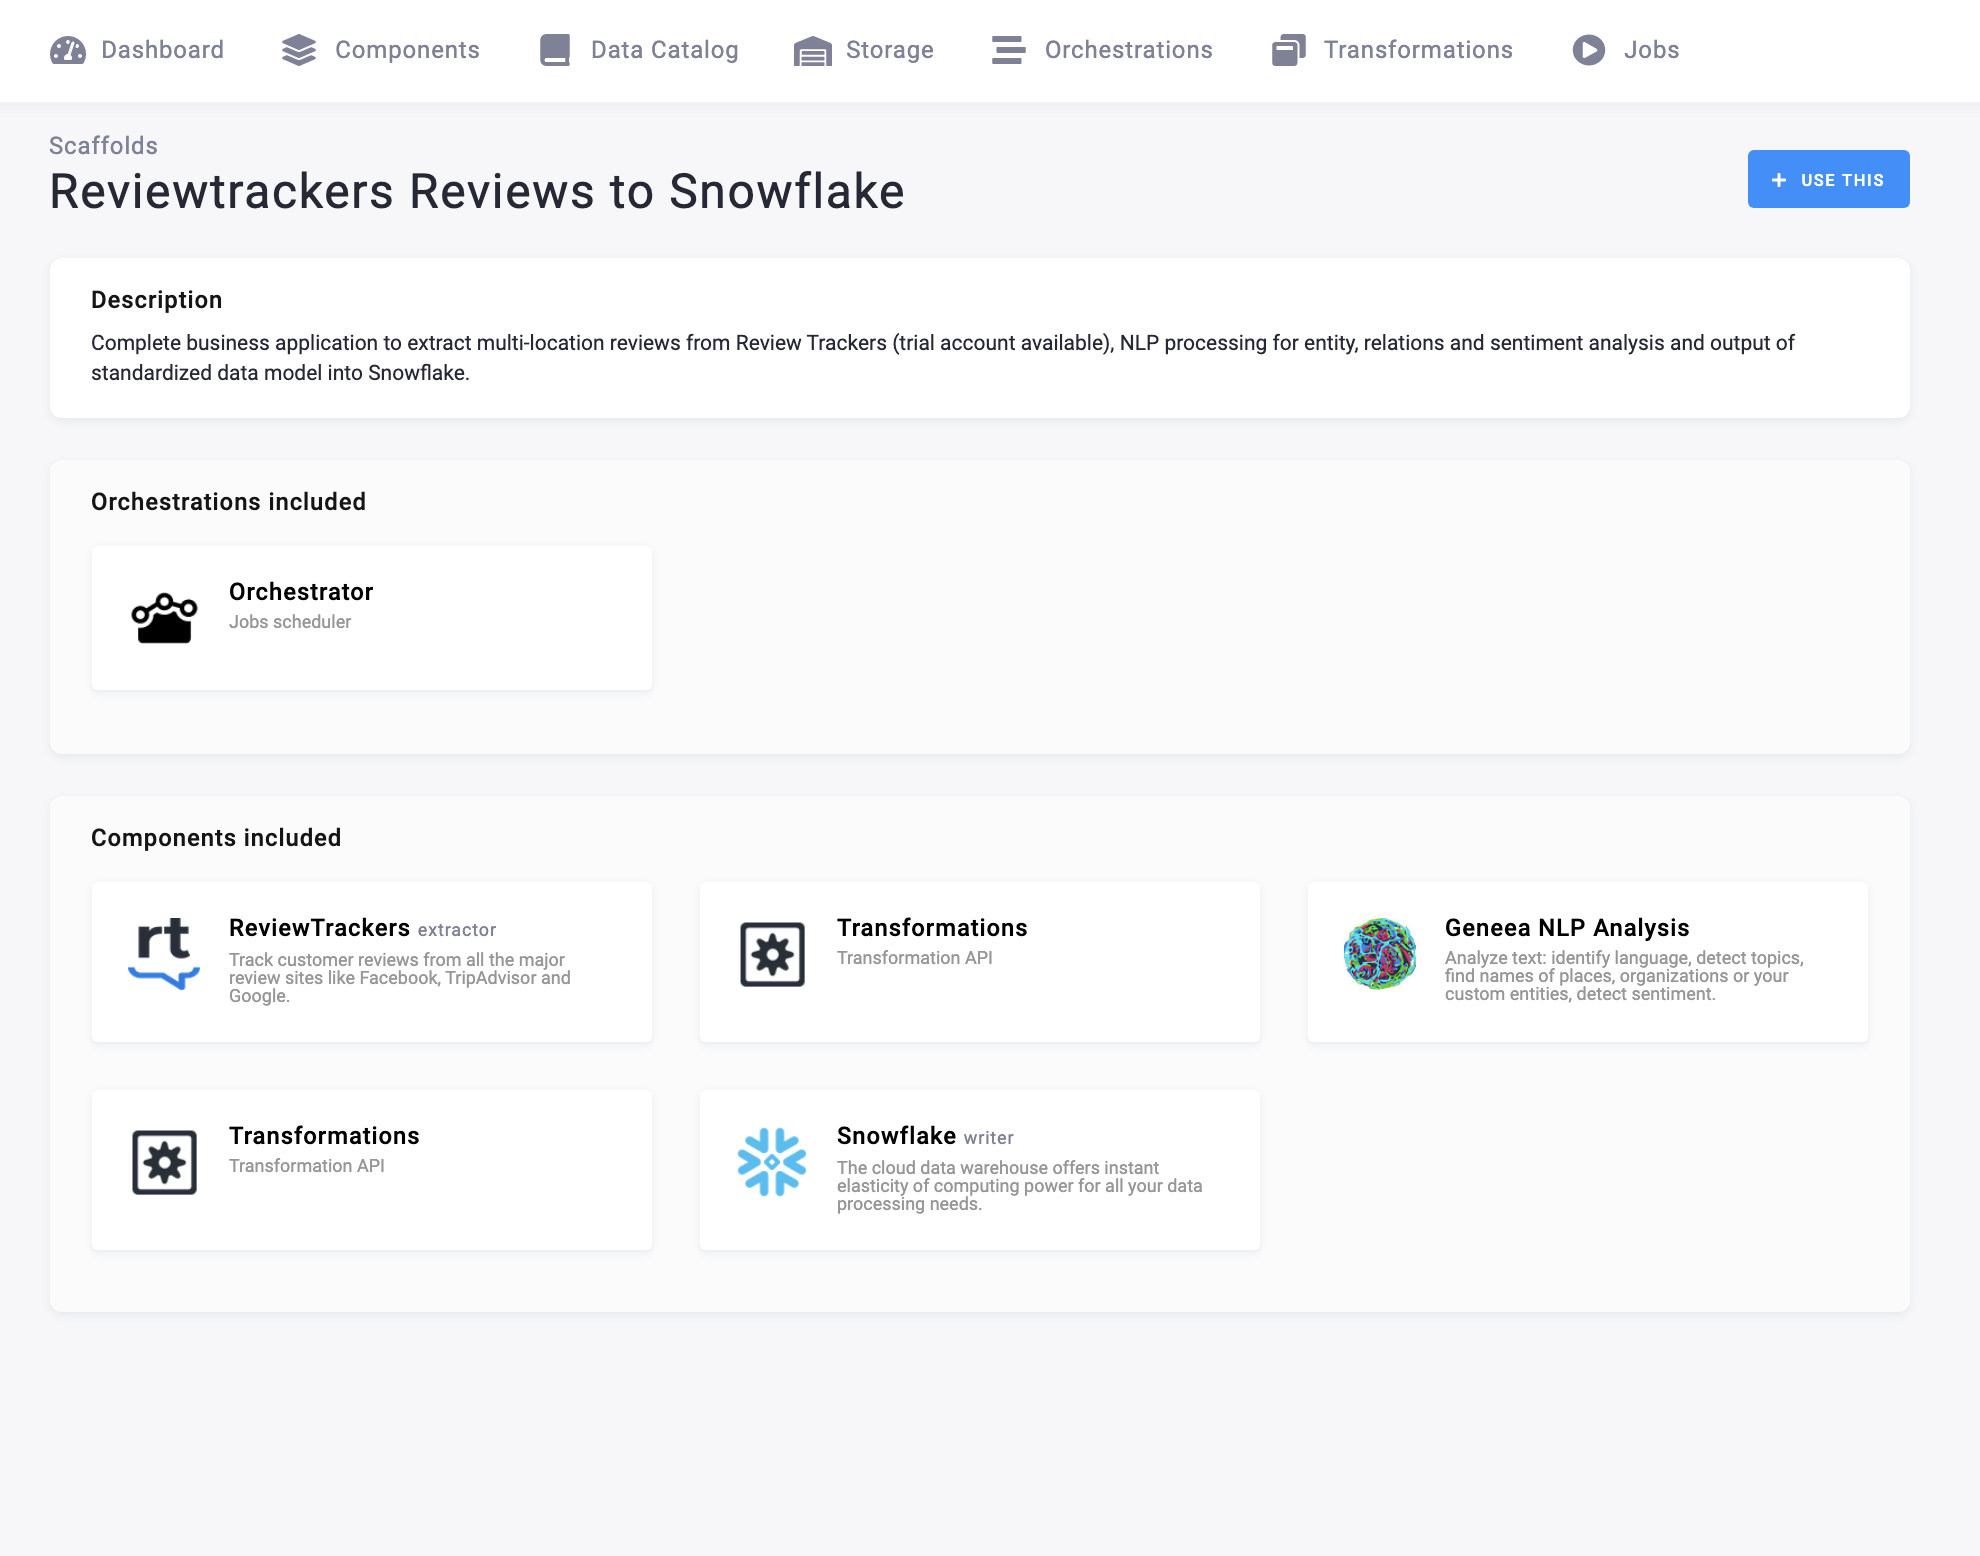 Dashboard Components Data Catalog Storage Orchestrations Transformations Jobs
Scaffolds
Reviewtrackers Reviews to Snowflake
+ USE THIS
Description
Complete business application to extract multi-location reviews from Review Trackers (trial account available), NLP processing for entity, relations and sentiment analysis and output of
standardized data model into Snowflake.
Orchestrations included
Orchestrator
Jobs scheduler
Components included
rt
ReviewTrackers extractor
Track customer reviews from all the major
review sites like Facebook, TripAdvisor and
Google.
Transformations
Transformation API
Geneea NLP Analysis
Analyze text: identify language, detect topics,
find names of places, organizations or your
custom entities, detect sentiment.
Transformations
Transformation API
Snowflake writer
The cloud data warehouse offers instant
elasticity of computing power for all your data
processing needs.